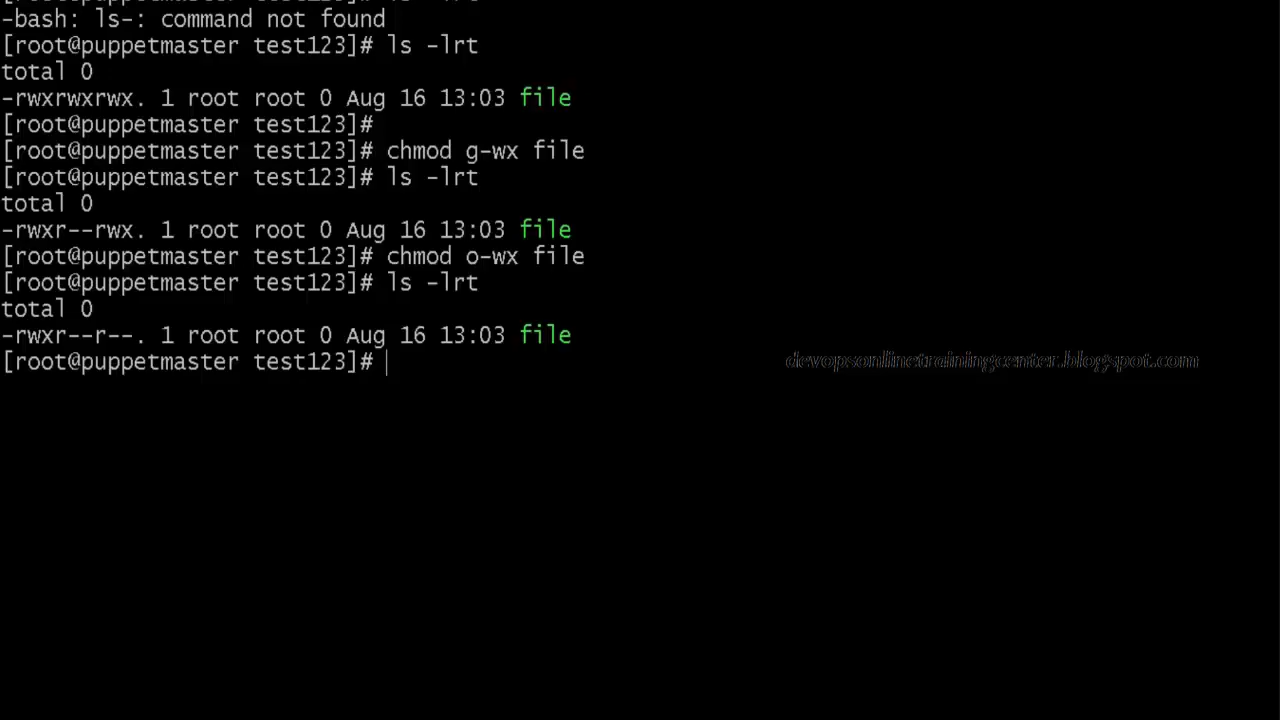 -bash: ls-: command not found
[root@puppetmaster test123]# ls -lrt
total 0
-rwxrwxrwx. 1 root root 0 Aug 16 13:03 file
[root@puppetmaster test123]#
[root@puppetmaster test123]# chmod g-wx file
[root@puppetmaster test123]# ls -lrt
total 0
-rwxr--rwx. 1 root root 0 Aug 16 13:03 file
[root@puppetmaster test123]# chmod o-wx file
[root@puppetmaster test123]# ls -lrt
total 0
-rwxr--r--. 1 root root 0 Aug 16 13:03 file
[root@puppetmaster test123]#
devopsonlinetrainingcenter.blogspot.com